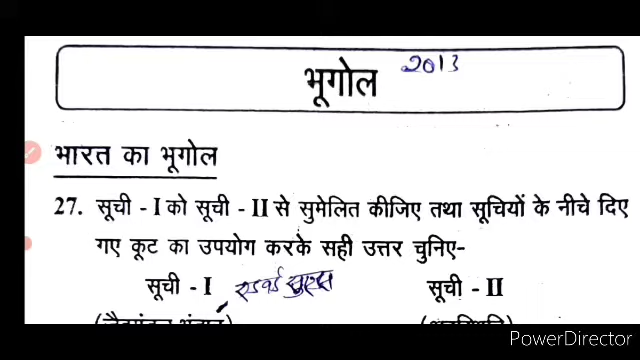 भूगोल 2013
भारत का भूगोल
27. सूची - I को सूची - II से सुमेलित कीजिए तथा सूचियों के नीचे दिए
गए कूट का उपयोग करके सही उत्तर चुनिए-
सूची - I सूची - II
PowerDirector